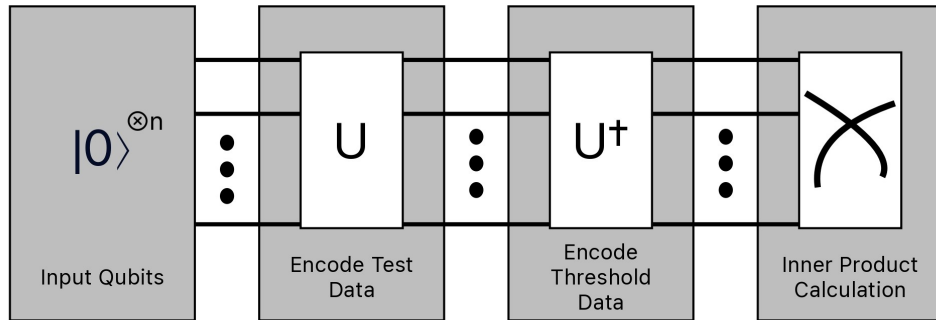 |0⟩⊗n
Input Qubits
U
Encode Test
Data
U†
Encode
Threshold
Data
Inner Product
Calculation